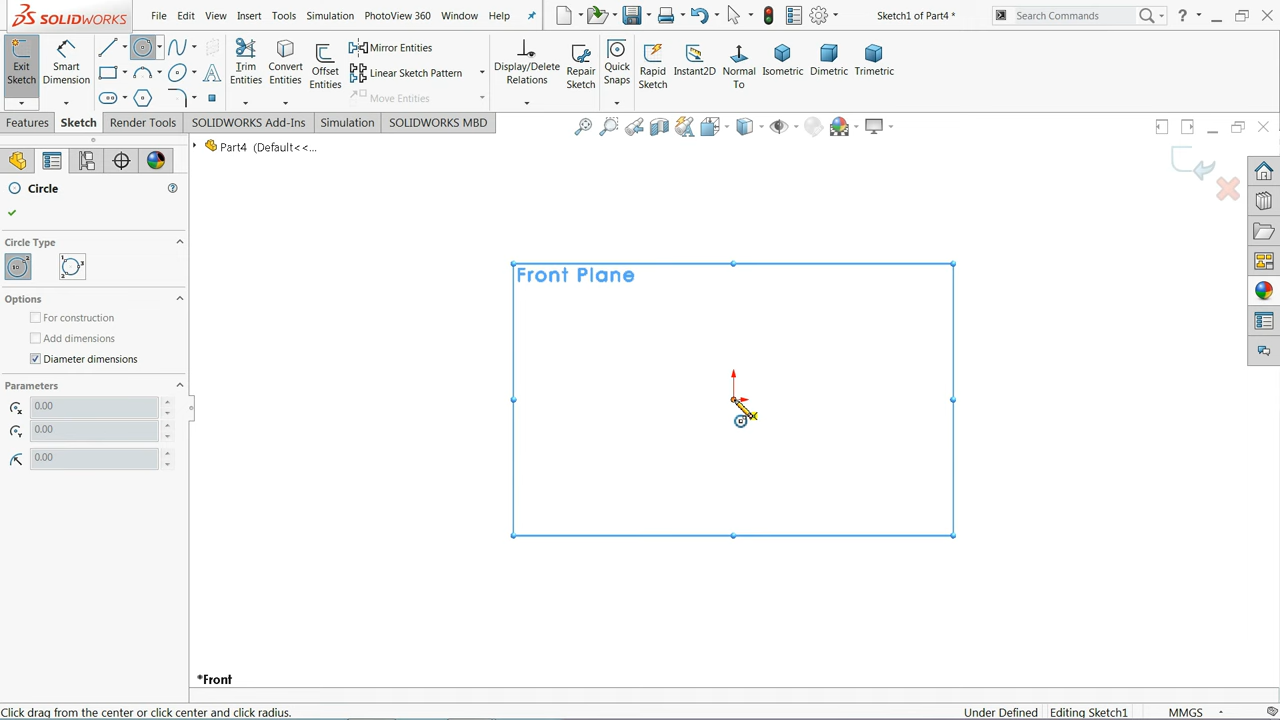 SOLIDWORKS File Edit View Insert Tools Simulation PhotoView 360 Window Help Sketch1 of Part4 * Search Commands ?
Exit Sketch Smart Dimension Trim Entities Convert Entities Offset Entities Mirror Entities Linear Sketch Pattern Move Entities Display/Delete Relations Repair Sketch Quick Snaps Rapid Sketch Instant2D Normal To Isometric Dimetric Trimetric
Features Sketch Render Tools SOLIDWORKS Add-Ins Simulation SOLIDWORKS MBD
Part4 (Default<<...
Circle
Circle Type
Front Plane
Options
For construction
Add dimensions
Diameter dimensions
Parameters
0.00
0.00
0.00
*Front
Click drag from the center or click center and click radius. Under Defined Editing Sketch1 MMGS